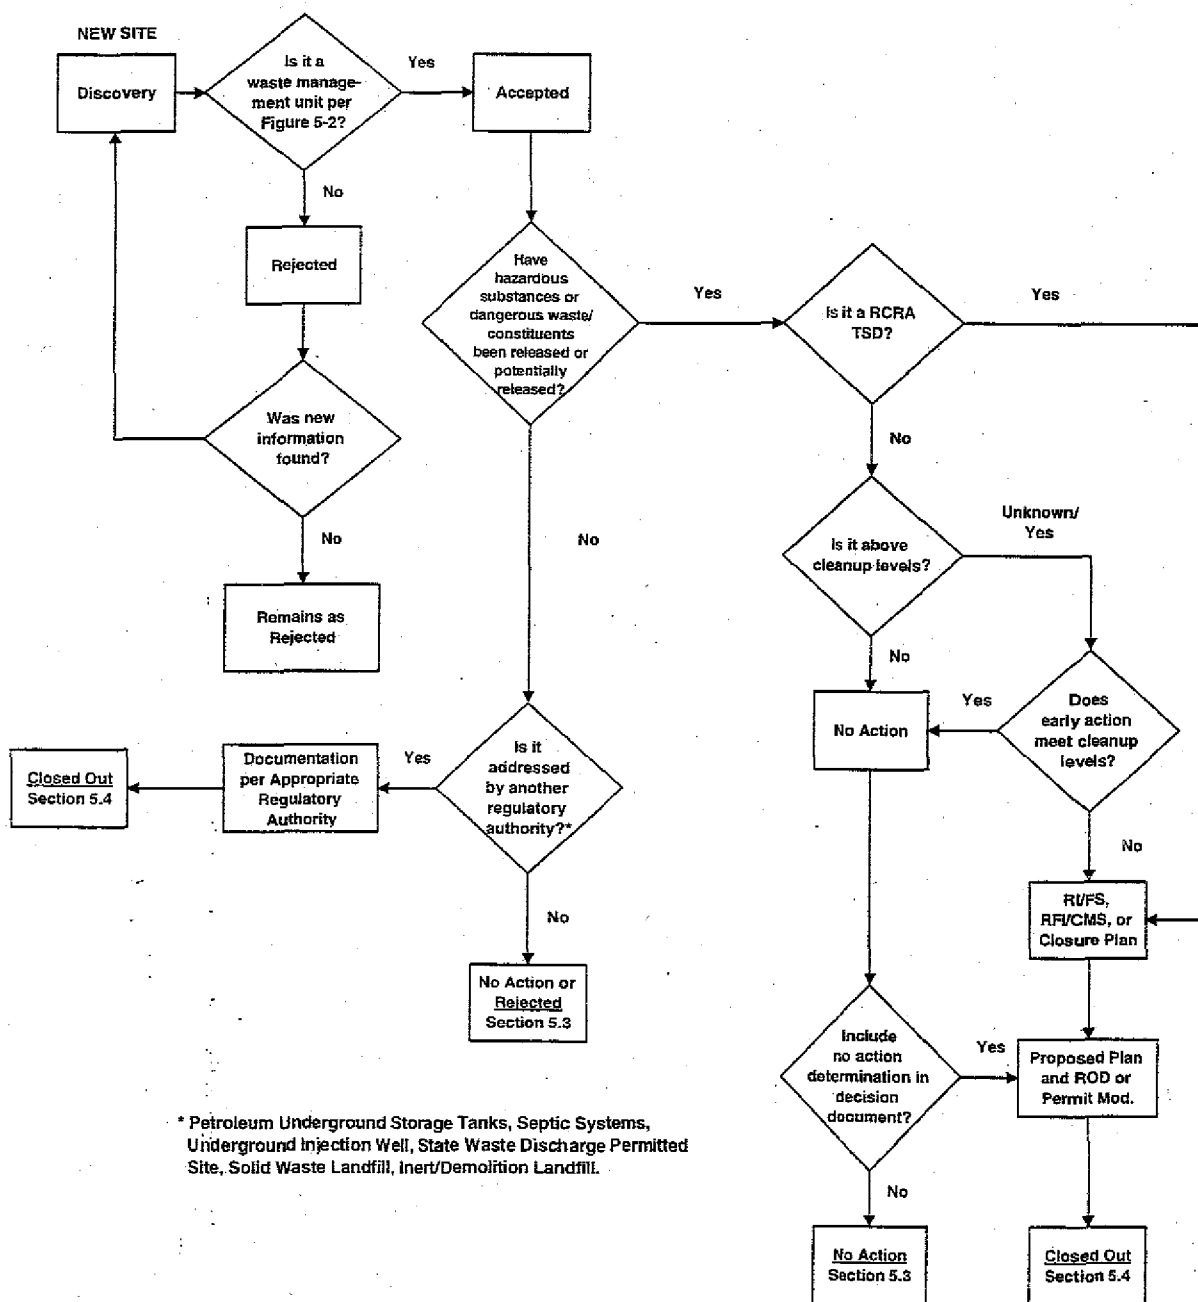 NEW SITE
Discovery
Is it a
waste manage-
ment unit per
Figure 5-2?
Yes
Accepted
No
Rejected
Was new
information
found?
No
Remains as
Rejected
Have
hazardous
substances or
dangerous waste/
constituents
been released or
potentially
released?
Yes
Is it a RCRA
TSD?
Yes
No
Is it above
cleanup levels?
Unknown/
Yes
No
No
No Action
Yes
Does
early action
meet cleanup
levels?
No
Closed Out
Section 5.4
Documentation
per Appropriate
Regulatory
Authority
Yes
Is it
addressed
by another
regulatory
authority?*
No
No Action or
Rejected
Section 5.3
RI/FS,
RFI/CMS, or
Closure Plan
Include
no action
determination in
decision
document?
Yes
Proposed Plan
and ROD or
Permit Mod.
No
No Action
Section 5.3
Closed Out
Section 5.4
* Petroleum Underground Storage Tanks, Septic Systems,
Underground Injection Well, State Waste Discharge Permitted
Site, Solid Waste Landfill, Inert/Demolition Landfill.